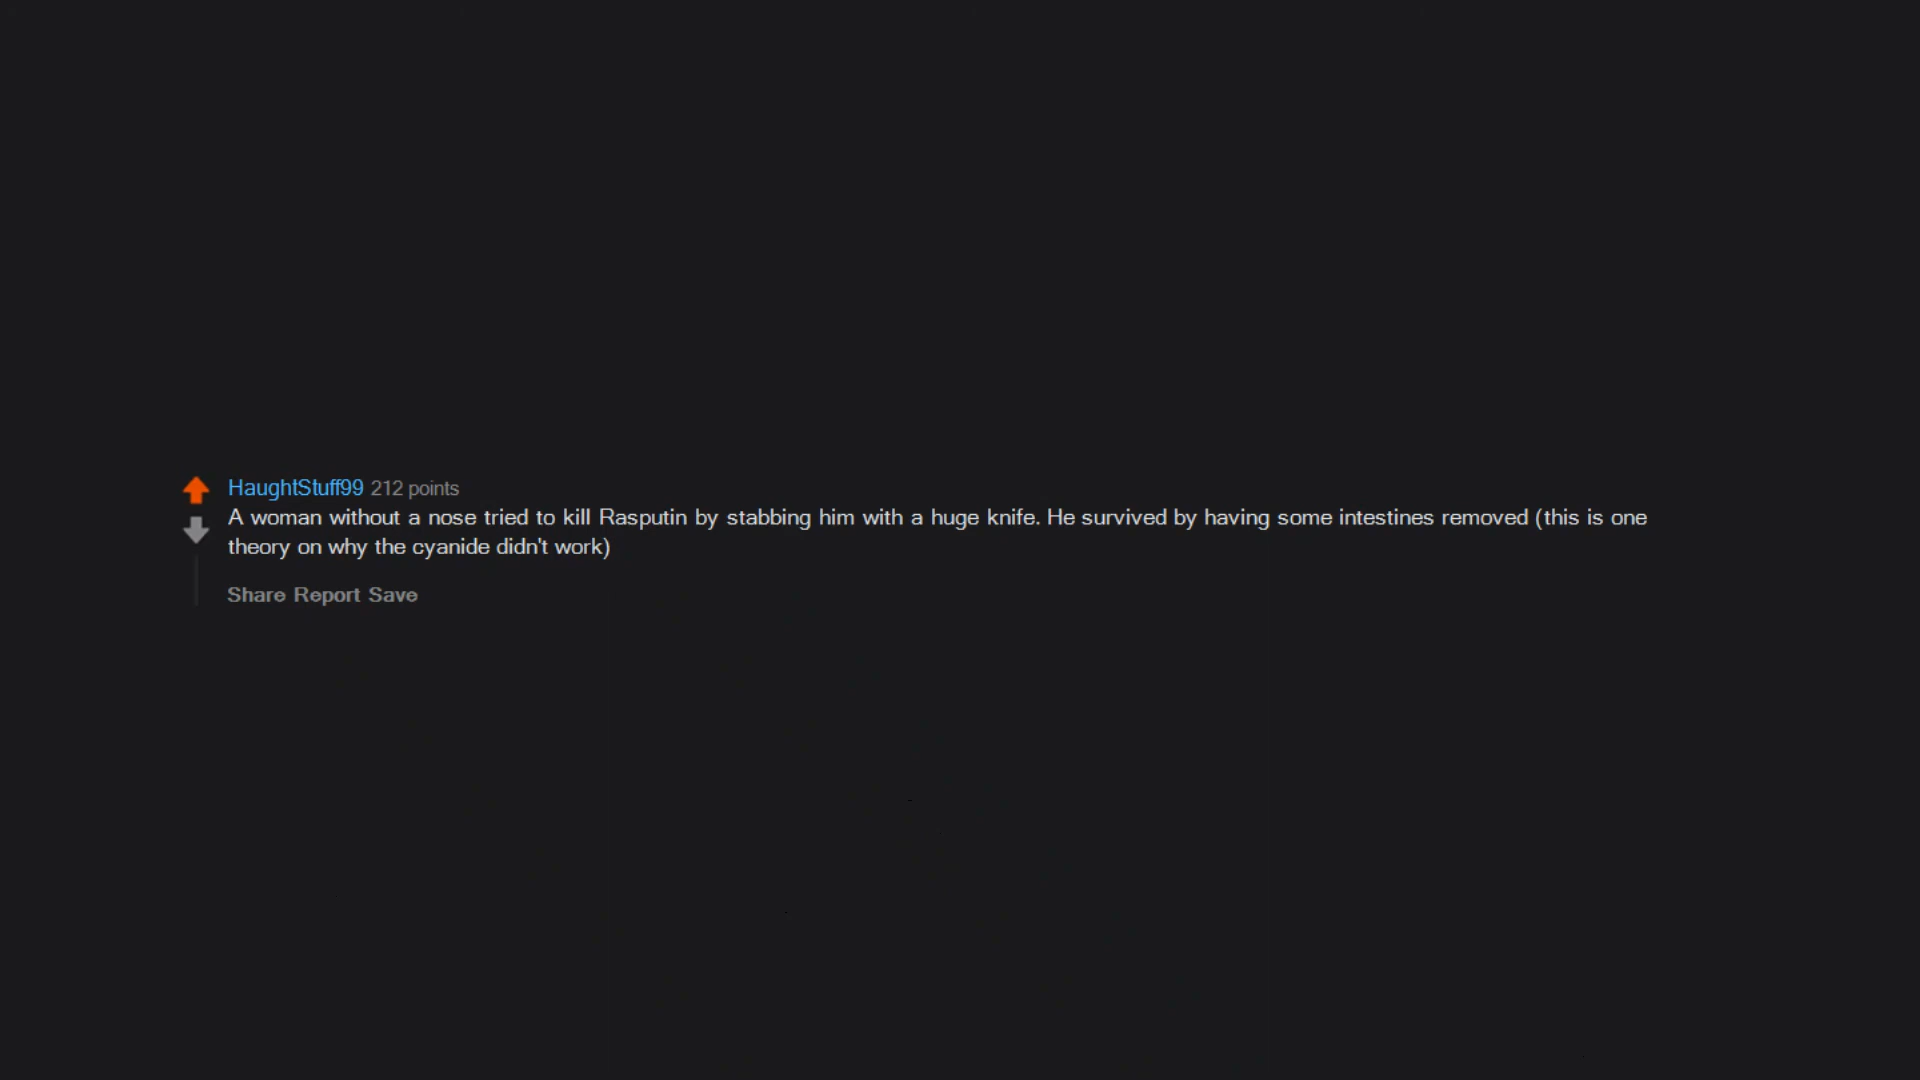 HaughtStuff99 212 points
A woman without a nose tried to kill Rasputin by stabbing him with a huge knife. He survived by having some intestines removed (this is one
theory on why the cyanide didn't work)
Share Report Save